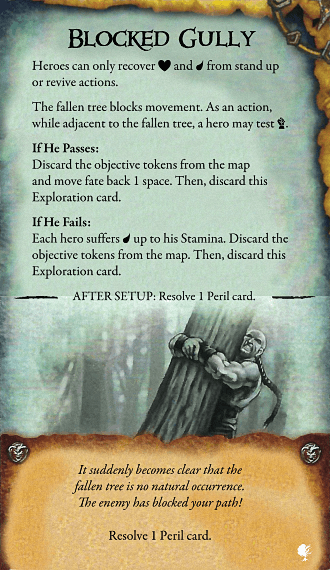 Blocked Gully
Heroes can only recover and from stand up
or revive actions.
The fallen tree blocks movement. As an action,
while adjacent to the fallen tree, a hero may test .
If He Passes:
Discard the objective tokens from the map
and move fate back 1 space. Then, discard this
Exploration card.
If He Fails:
Each hero suffers up to his Stamina. Discard the
objective tokens from the map. Then, discard this
Exploration card.
AFTER SETUP: Resolve 1 Peril card.
It suddenly becomes clear that the
fallen tree is no natural occurrence.
The enemy has blocked your path!
Resolve 1 Peril card.